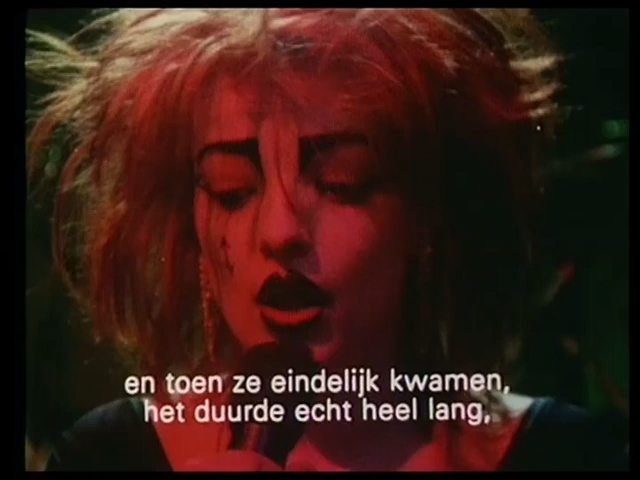 en toen ze eindelijk kwamen,
het duurde echt heel lang,